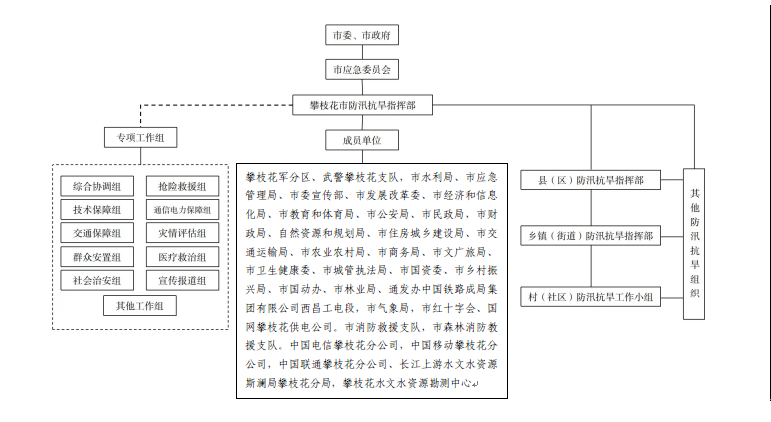 市委、市政府
市应急委员会
攀枝花市防汛抗旱指挥部
专项工作组
成员单位
综合协调组
抢险救援组
技术保障组
通信电力保障组
交通保障组
灾情评估组
群众安置组
医疗救治组
社会治安组
宣传报道组
其他工作组
攀枝花军分区、武警攀枝花支队，市水利局、市应急
管理局、市委宣传部、市发展改革委、市经济和信息
化局、市教育和体育局、市公安局、市民政局，市财
政局、自然资源和规划局、市住房城乡建设局、市交
通运输局、市农业农村局、市商务局、市文广旅局、
市卫生健康委、市城管执法局、市国资委、市乡村振
兴局、市国动办、市林业局、通发办中国铁路成局集
团有限公司西昌工电段，市气象局，市红十字会、国
网攀枝花供电公司。市消防救援支队，市森林消防教
援支队。中国电信攀枝花分公司，中国移动攀枝花分
公司，中国联通攀枝花分公司、长江上游水文水资源
斯澜局攀枝花分局，攀枝花水文水资源勘测中心
县（区）防汛抗旱指挥部
乡镇（街道）防汛抗旱指挥部
村（社区）防汛抗旱工作小组
其他防汛抗旱组织